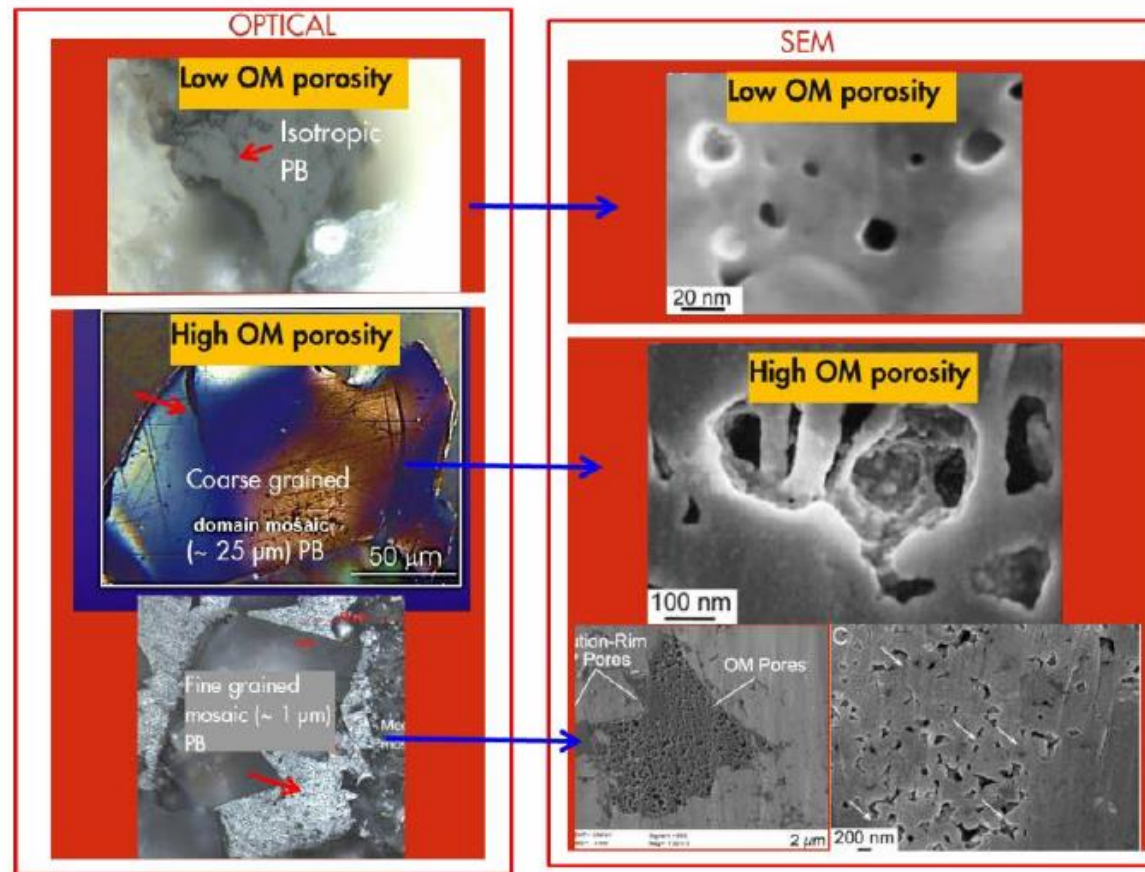 OPTICAL
Low OM porosity
Isotropic
PB
High OM porosity
Coarse grained
domain mosaic
(~ 25 µm) PB
50 µm
Fine grained
mosaic (~ 1 µm)
PB
SEM
Low OM porosity
20 nm
High OM porosity
100 nm
ution-Rim
Pores
OM Pores
2 µm
C
200 nm